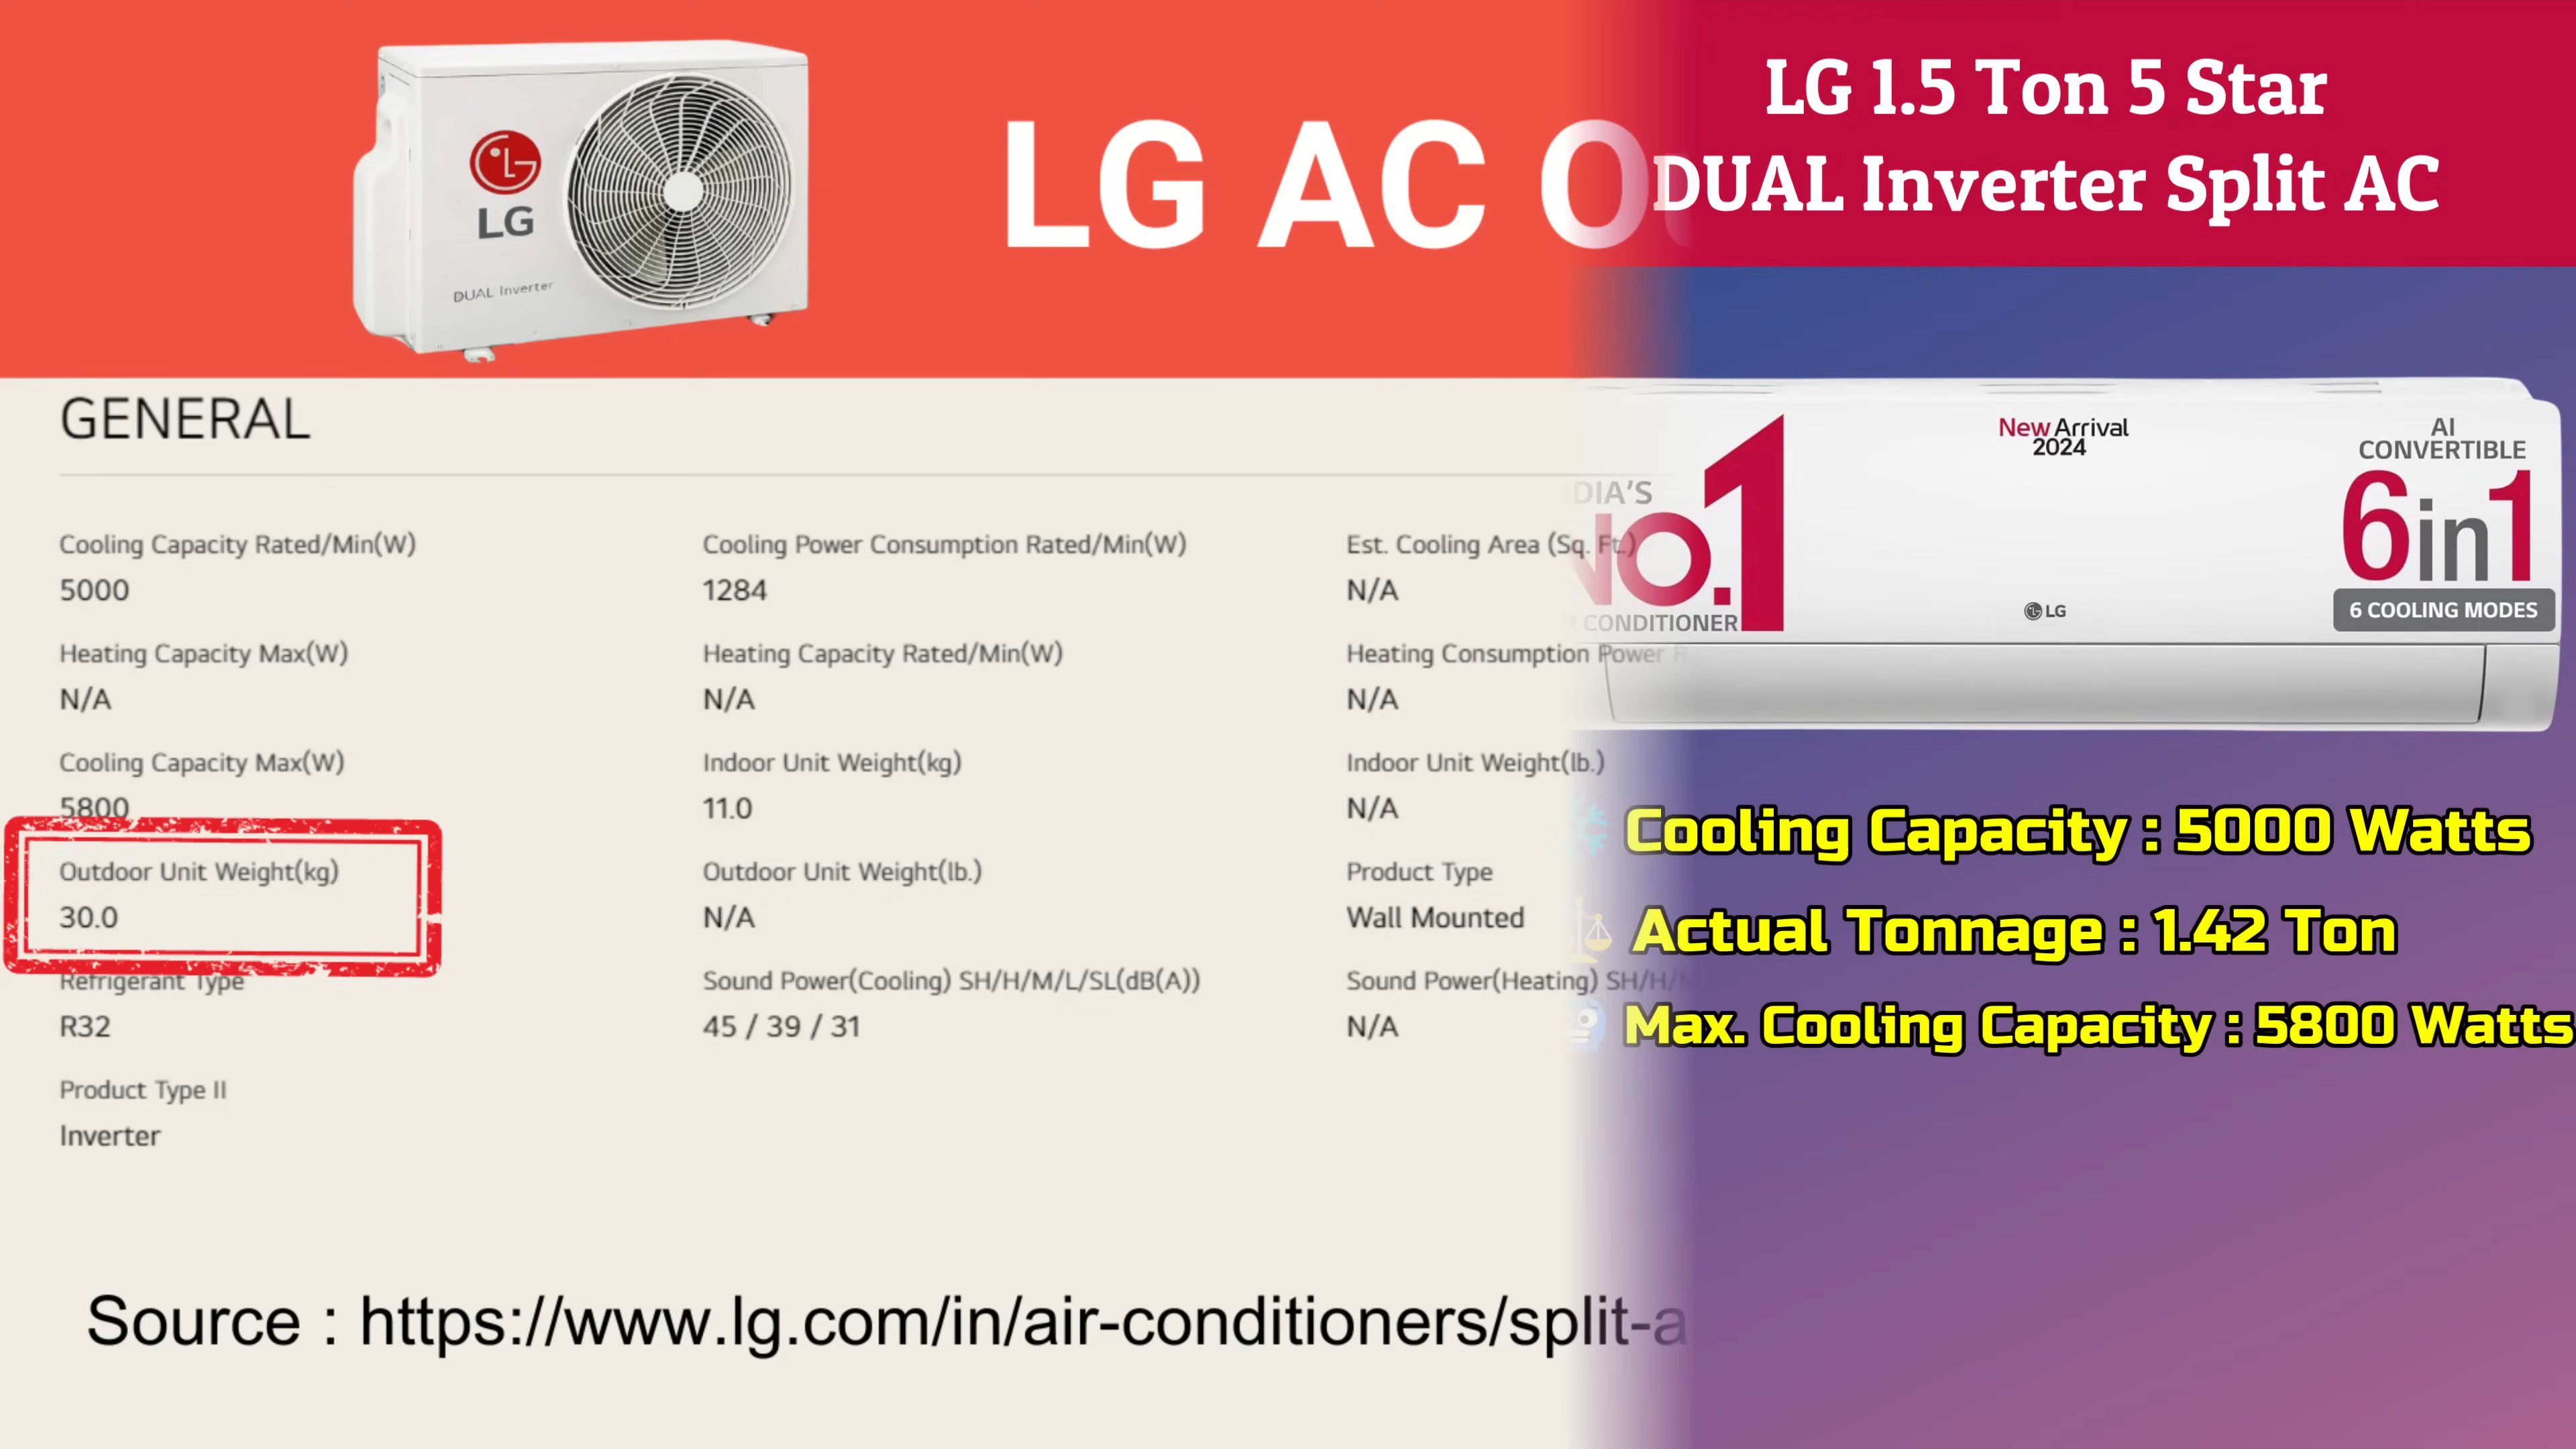 LG
DUAL Inverter
LG AC
LG 1.5 Ton 5 Star
DUAL Inverter Split AC
GENERAL
Cooling Capacity Rated/Min(W)
5000
Cooling Power Consumption Rated/Min(W)
1284
Est. Cooling Area (Sq. Ft.)
N/A
Heating Capacity Max(W)
N/A
Heating Capacity Rated/Min(W)
N/A
Heating Consumption Power
N/A
Cooling Capacity Max(W)
5800
Indoor Unit Weight(kg)
11.0
Indoor Unit Weight(lb.)
N/A
Outdoor Unit Weight(kg)
30.0
Outdoor Unit Weight(lb.)
N/A
Product Type
Wall Mounted
Refrigerant Type
R32
Sound Power(Cooling) SH/H/M/L/SL(dB(A))
45 / 39 / 31
Sound Power(Heating) SH/H/
N/A
Product Type II
Inverter
Source : https://www.lg.com/in/air-conditioners/split-a
DIA'S
NO.1
CONDITIONER
New Arrival
2024
LG
AI
CONVERTIBLE
6in1
6 COOLING MODES
Cooling Capacity : 5000 Watts
Actual Tonnage : 1.42 Ton
Max. Cooling Capacity : 5800 Watts